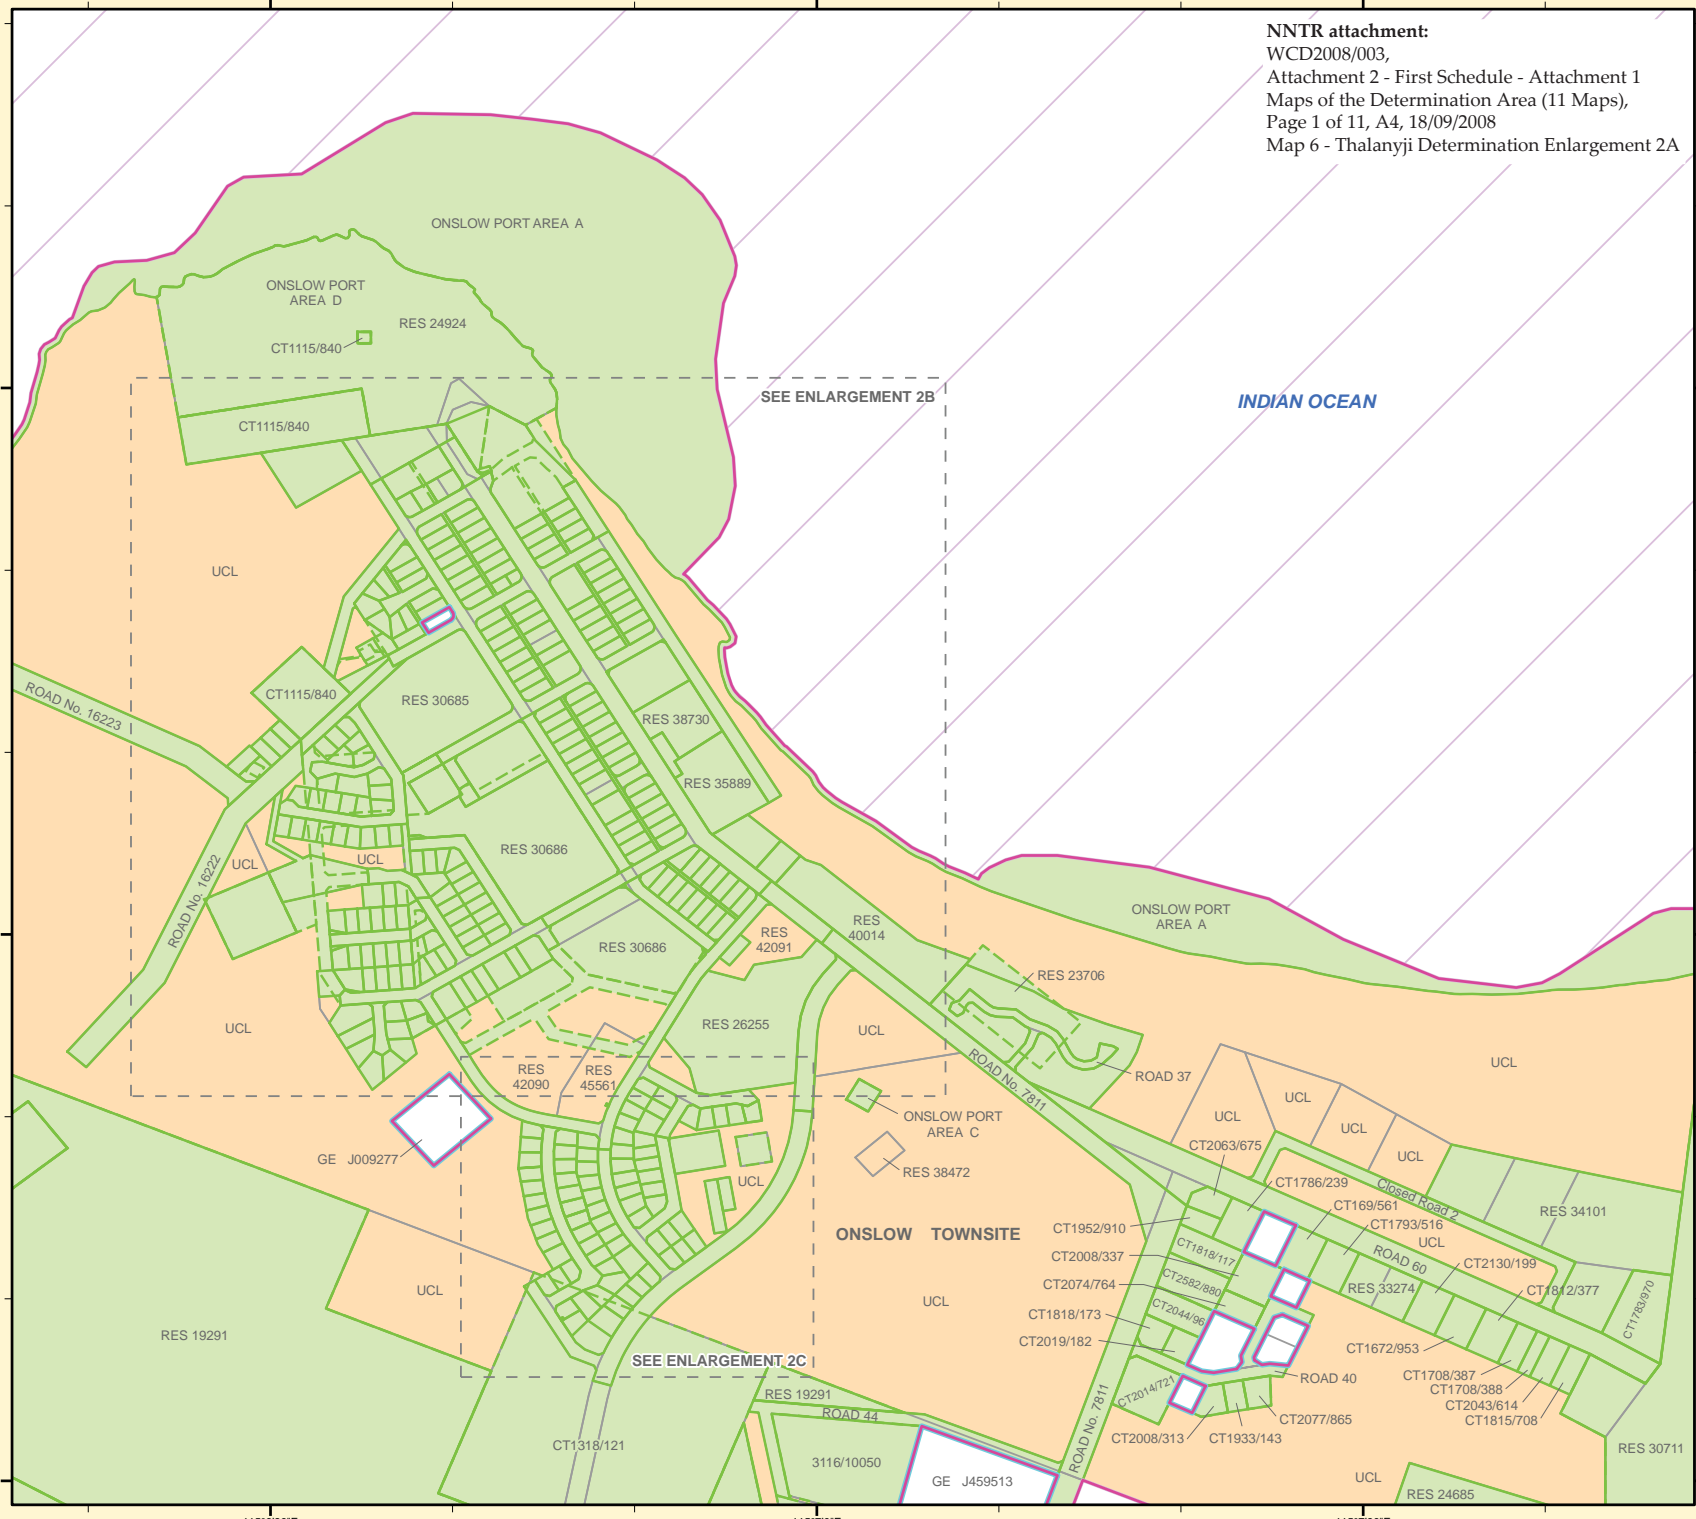 NNTR attachment:
WCD2008/003,
Attachment 2 - First Schedule - Attachment 1
Maps of the Determination Area (11 Maps),
Page 1 of 11, A4, 18/09/2008
Map 6 - Thalanyji Determination Enlargement 2A
ONSLOW PORT AREA A
ONSLOW PORT
AREA D
RES 24924
CT1115/840
SEE ENLARGEMENT 2B
INDIAN OCEAN
CT1115/840
UCL
CT1115/840
RES 30685
ROAD No. 16223
RES 38730
RES 35889
RES 30686
UCL
UCL
ROAD No. 16222
RES
42091
RES
40014
RES 30686
ONSLOW PORT
AREA A
RES 23706
UCL
RES 26255
UCL
UCL
ROAD No. 7811
ROAD 37
RES
42090
RES
45561
UCL
UCL
UCL
UCL
ONSLOW PORT
AREA C
CT2063/675
GE J009277
RES 38472
UCL
CT1786/239
Closed Road 2
CT169/561
RES 34101
CT1952/910
CT1793/516
ONSLOW TOWNSITE
UCL
CT1818/117
CT2008/337
ROAD 60
CT2130/199
CT2582/880
CT2074/764
RES 33274
CT1812/377
UCL
UCL
CT2044/96
CT1818/173
CT1783/970
RES 19291
CT2019/182
CT1672/953
SEE ENLARGEMENT 2C
CT1708/387
ROAD 40
CT1708/388
RES 19291
CT2014/721
CT2043/614
ROAD 44
CT2077/865
CT1815/708
CT2008/313
CT1933/143
CT1318/121
ROAD No. 7811
RES 30711
3116/10050
GE J459513
UCL
RES 24685